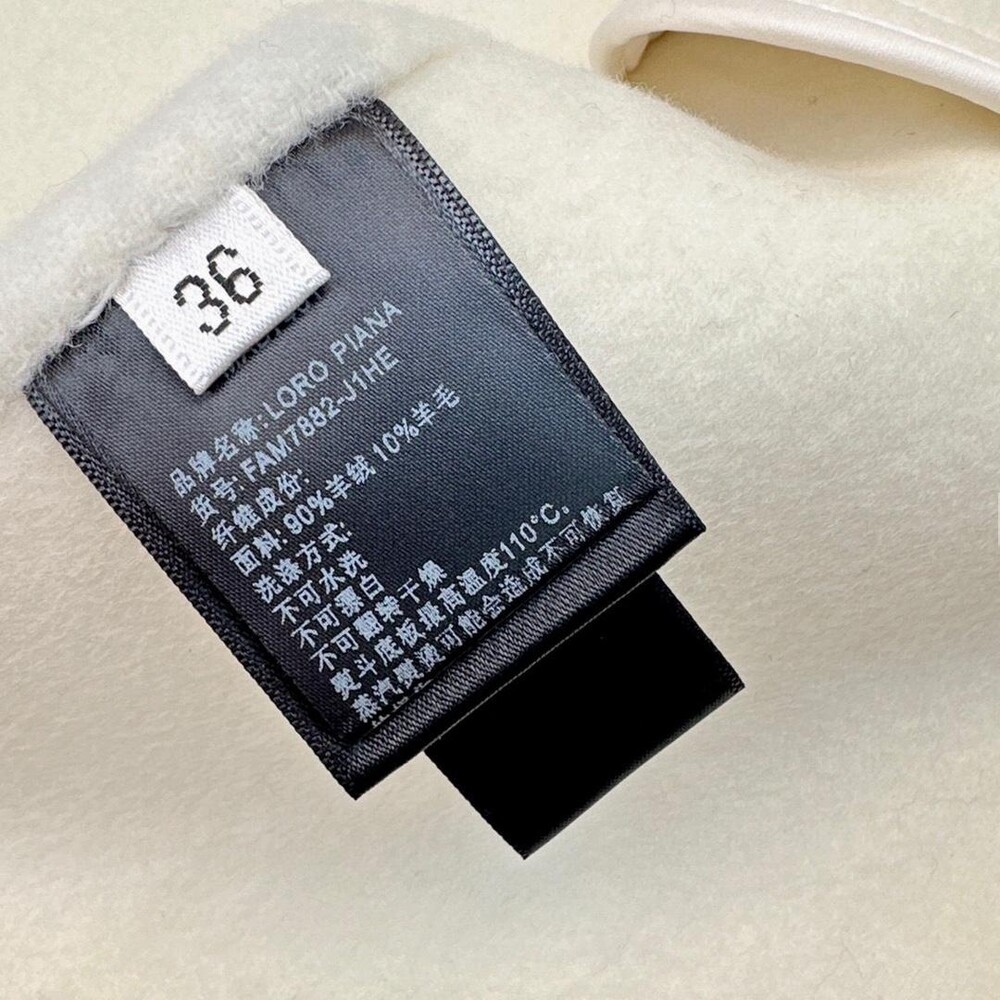 36
品牌名称: LORO PIANA
货号: FAM7882-J1HE
纤维成份:
面料: 90%羊绒 10%羊毛
洗涤方式:
不可水洗
不可漂白
不可翻转干燥
熨斗底板最高温度110°C。
蒸汽熨烫可能会造成不可恢复